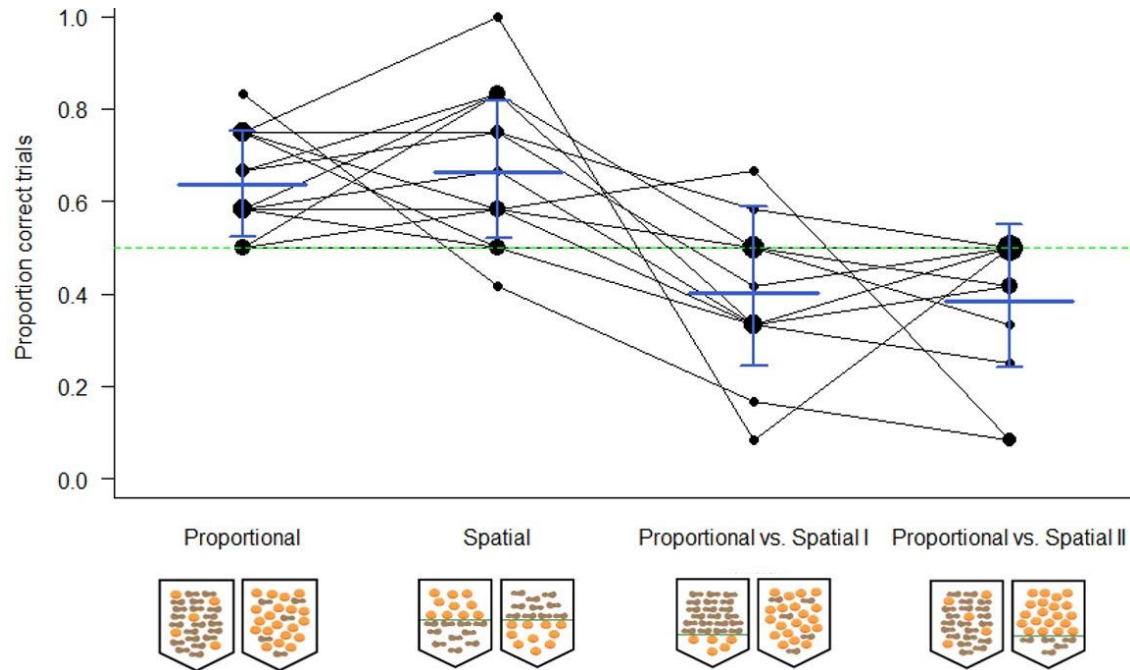 Proportion correct trials
1.0
0.8
0.6
0.4
0.2
0.0
Proportional
Spatial
Proportional vs. Spatial I
Proportional vs. Spatial II